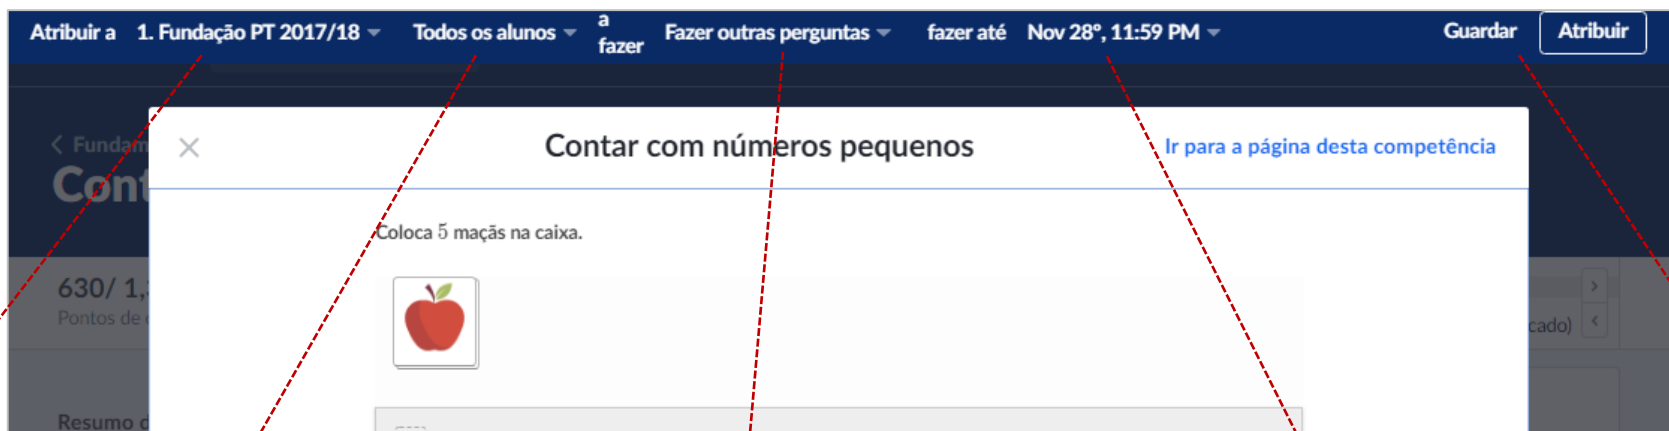 Atribuir a 1. Fundação PT 2017/18 Todos os alunos a fazer Fazer outras perguntas fazer até Nov 28º, 11:59 PM Guardar Atribuir
Contar com números pequenos
Ir para a página desta competência
Coloca 5 maçãs na caixa.
630/ 1,
Pontos de
Resumo d